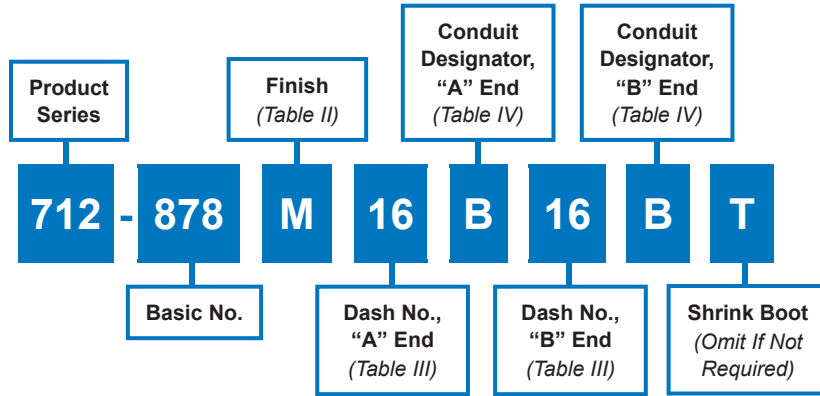 Product
Series
Finish
(Table II)
Conduit
Designator,
“A” End
(Table IV)
Conduit
Designator,
“B” End
(Table IV)
712 - 878 M 16 B 16 B T
Basic No.
Dash No.,
“A” End
(Table III)
Dash No.,
“B” End
(Table III)
Shrink Boot
(Omit If Not
Required)